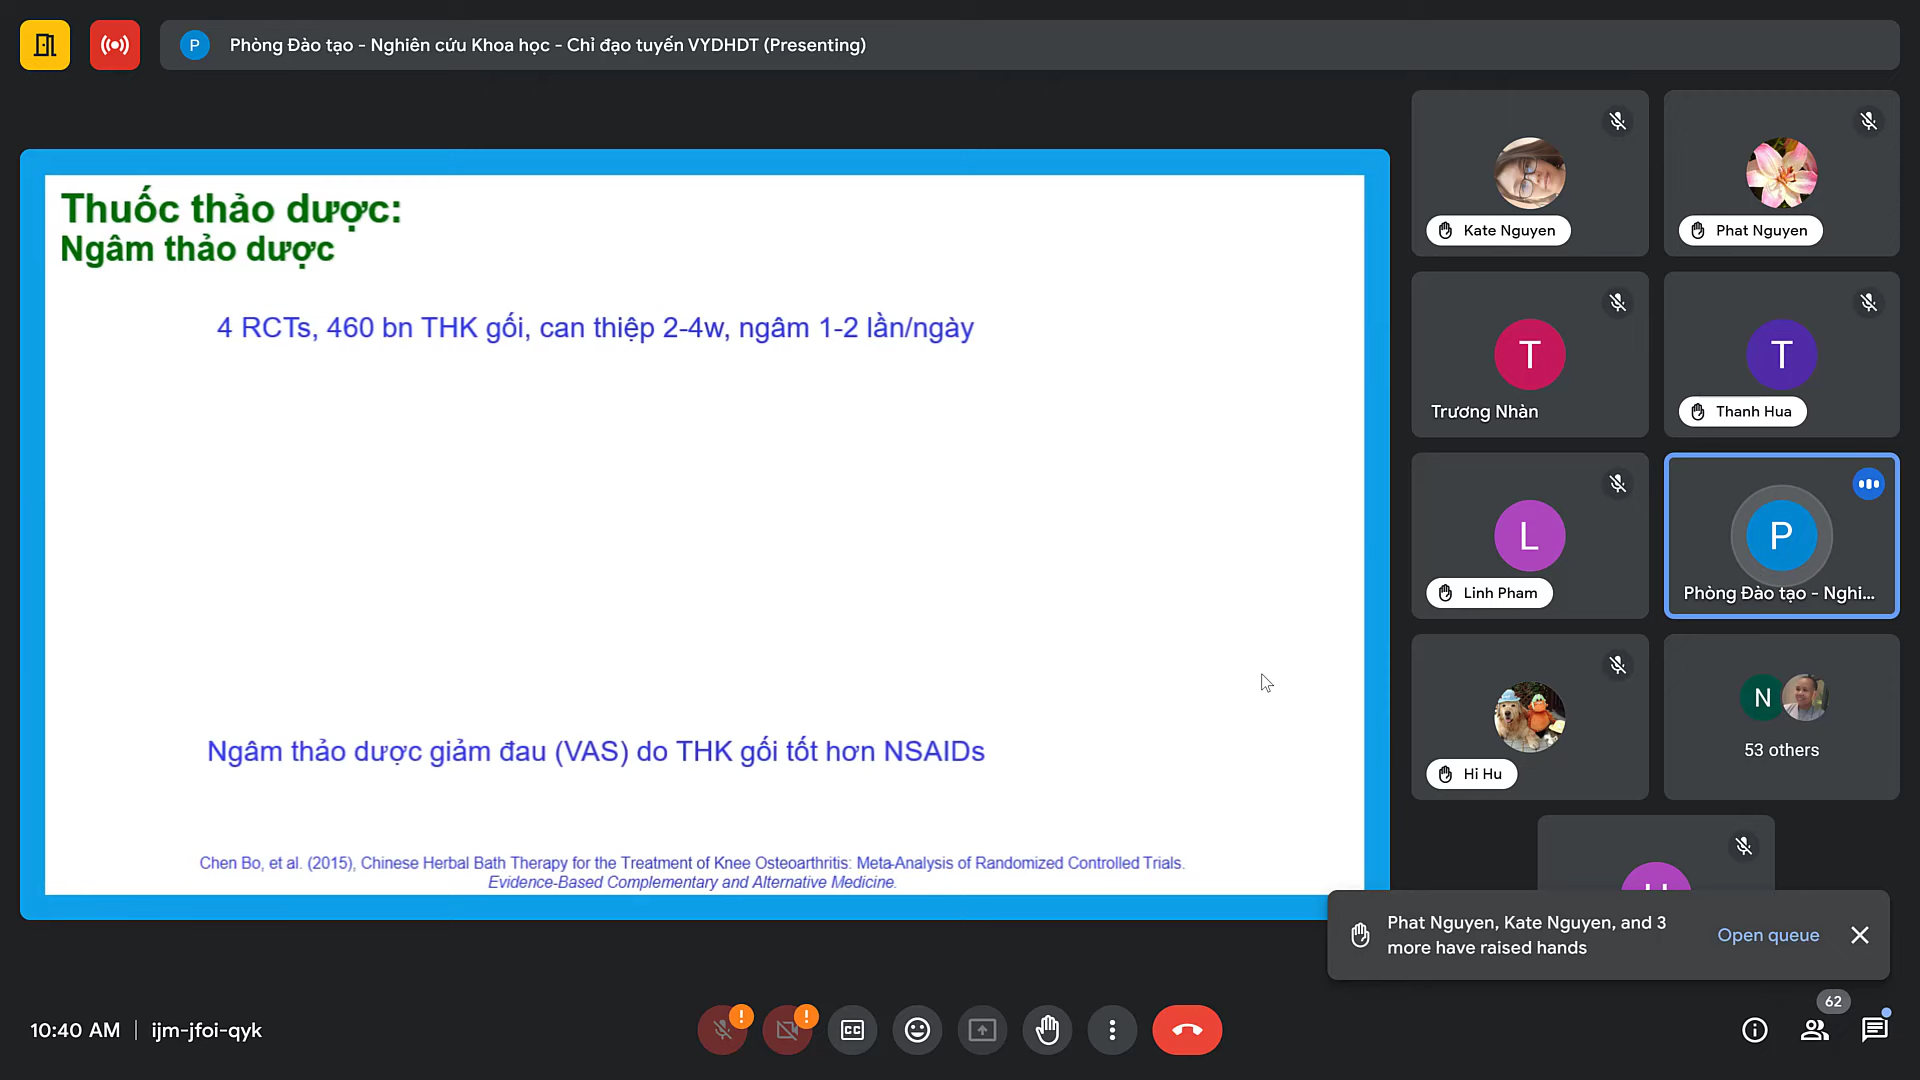 P Phòng Đào tạo - Nghiên cứu Khoa học - Chỉ đạo tuyến VYDHDT (Presenting)
Thuốc thảo dược:
Ngâm thảo dược
4 RCTs, 460 bn THK gối, can thiệp 2-4w, ngâm 1-2 lần/ngày
Ngâm thảo dược giảm đau (VAS) do THK gối tốt hơn NSAIDs
Chen Bo, et al. (2015), Chinese Herbal Bath Therapy for the Treatment of Knee Osteoarthritis: Meta-Analysis of Randomized Controlled Trials.
Evidence-Based Complementary and Alternative Medicine.
Kate Nguyen
Phat Nguyen
T
Trương Nhàn
T
Thanh Hua
L
Linh Pham
P
Phòng Đào tạo - Nghi...
Hi Hu
N
53 others
Phat Nguyen, Kate Nguyen, and 3
more have raised hands
Open queue
10:40 AM | ijm-jfoi-qyk
CC
62